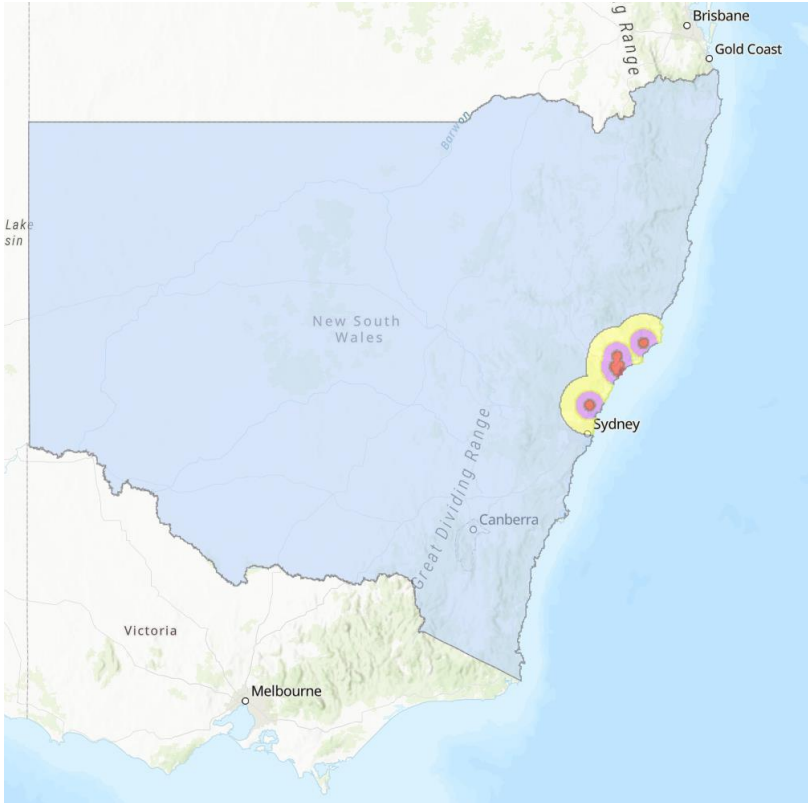 Brisbane
g Range
Gold Coast
Barwon
Lake
sin
New South
Wales
Sydney
Great Dividing Range
Canberra
Victoria
Melbourne